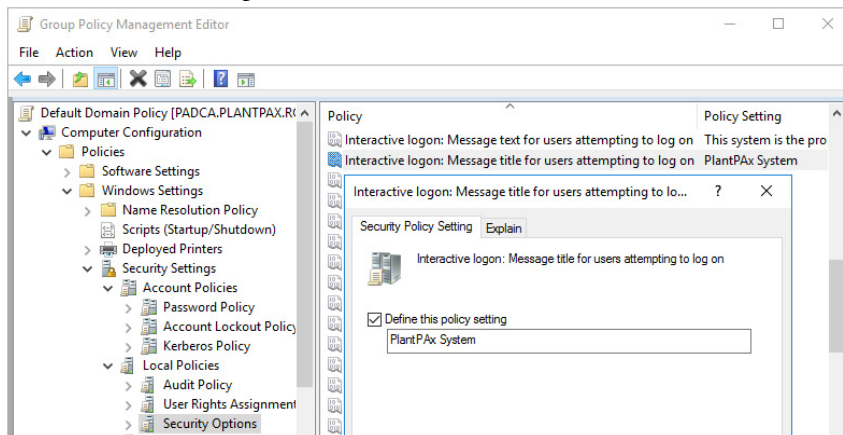 Group Policy Management Editor
File Action View Help
Default Domain Policy [PADCA.PLANTPAX.R
Computer Configuration
Policies
Software Settings
Windows Settings
Name Resolution Policy
Scripts (Startup/Shutdown)
Deployed Printers
Security Settings
Account Policies
Password Policy
Account Lockout Policy
Kerberos Policy
Local Policies
Audit Policy
User Rights Assignment
Security Options
Policy Policy Setting
Interactive logon: Message text for users attempting to log on This system is the pro
Interactive logon: Message title for users attempting to log on PlantPAx System
Interactive logon: Message title for users attempting to lo... ?
Security Policy Setting Explain
Interactive logon: Message title for users attempting to log on
Define this policy setting
PlantPAx System